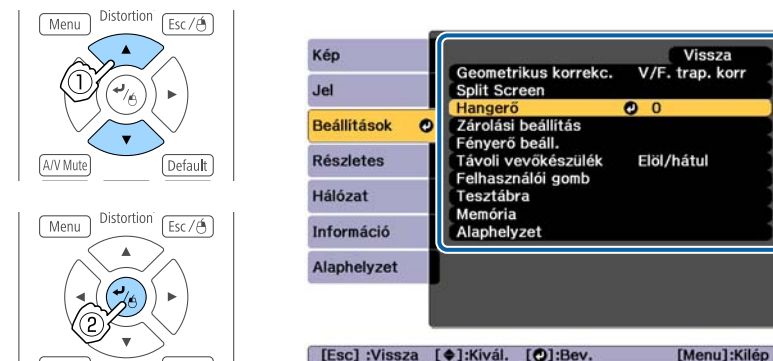 Menu
Distortion
Esc /
1
A/V Mute
Default
Menu
Distortion
Esc /
2
Kép
Jel
Beállítások
Részletes
Hálózat
Információ
Alaphelyzet
Vissza
Geometrikus korrekc. V/F. trap. korr
Split Screen
Hangerő 0
Zárolási beállítás
Fényerő beáll.
Távoli vevőkészülék Elöl/hátul
Felhasználói gomb
Tesztábra
Memória
Alaphelyzet
[Esc] :Vissza [ ]:Kivál. [ ]:Bev. [Menu]:Kilép